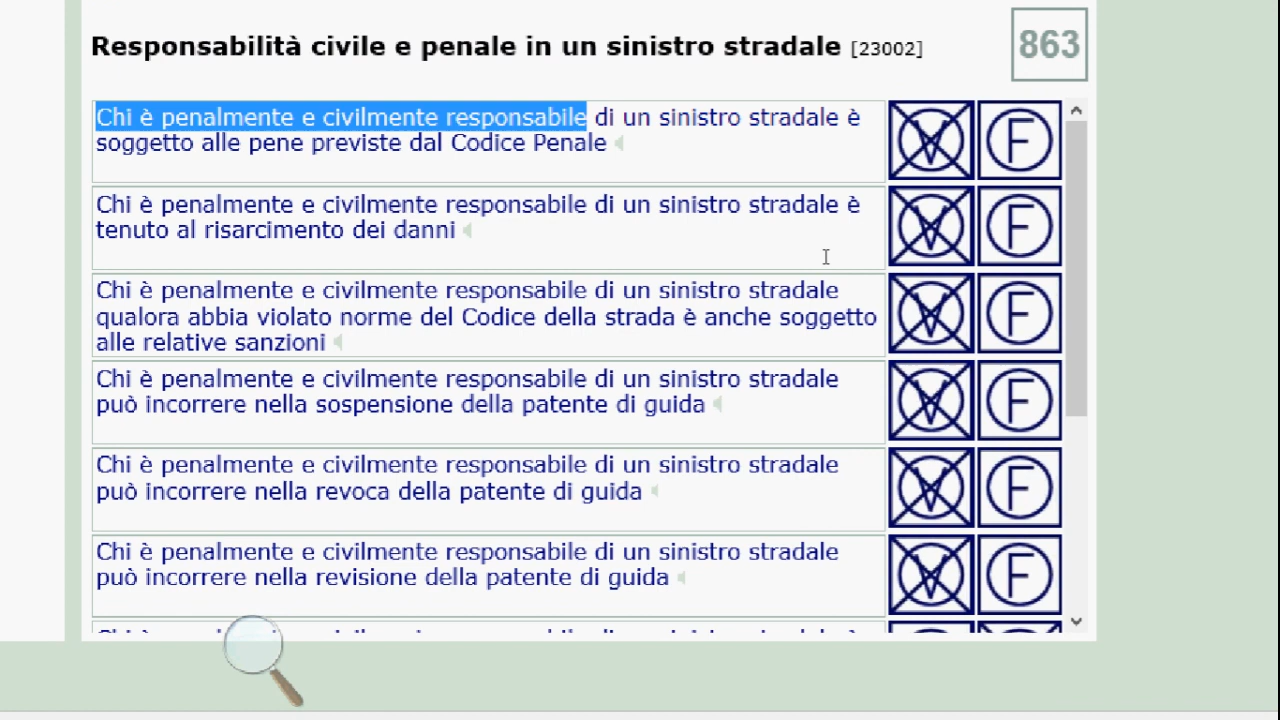 Responsabilità civile e penale in un sinistro stradale [23002]
863
Chi è penalmente e civilmente responsabile di un sinistro stradale è
soggetto alle pene previste dal Codice Penale
V F
Chi è penalmente e civilmente responsabile di un sinistro stradale è
tenuto al risarcimento dei danni
V F
Chi è penalmente e civilmente responsabile di un sinistro stradale
qualora abbia violato norme del Codice della strada è anche soggetto
alle relative sanzioni
V F
Chi è penalmente e civilmente responsabile di un sinistro stradale
può incorrere nella sospensione della patente di guida
V F
Chi è penalmente e civilmente responsabile di un sinistro stradale
può incorrere nella revoca della patente di guida
V F
Chi è penalmente e civilmente responsabile di un sinistro stradale
può incorrere nella revisione della patente di guida
V F